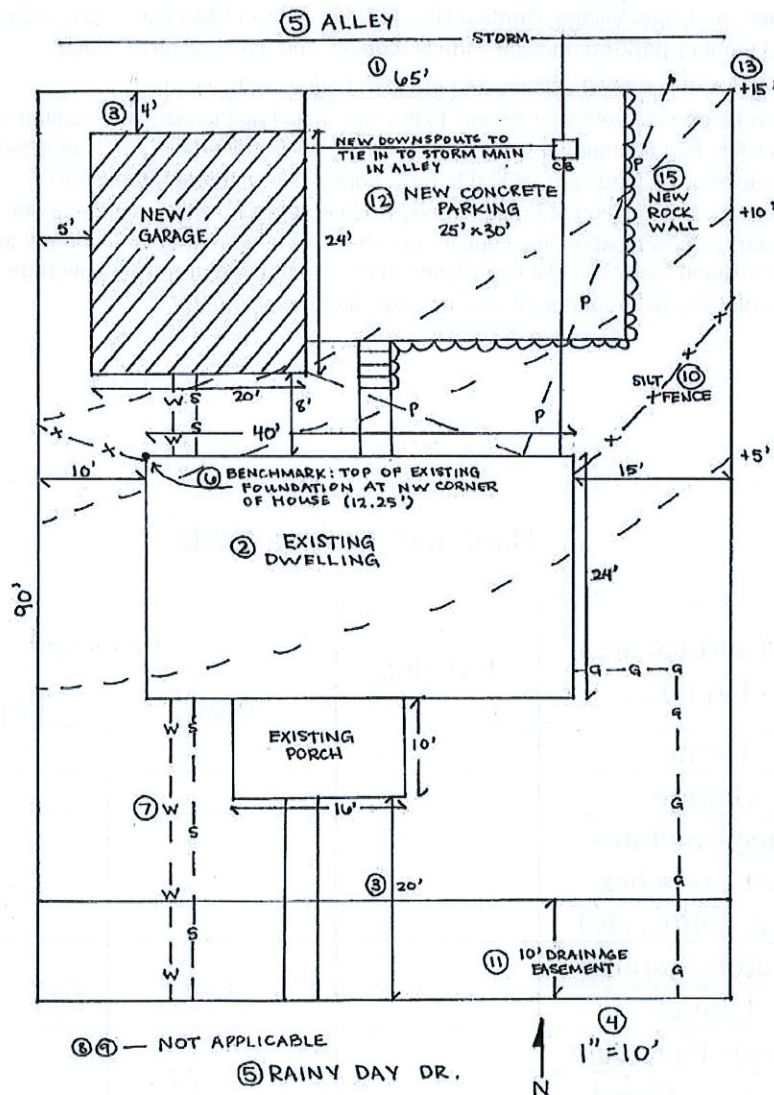 ⑤ ALLEY
STORM
①
65'
⑬
+15'
③ 4'
NEW DOWNSPOUTS TO
TIE IN TO STORM MAIN
IN ALLEY
CB
P
⑮
NEW
ROCK
WALL
⑫ NEW CONCRETE
PARKING
25' x 30'
+10'
NEW
GARAGE
5'
24'
P
P
SILT
FENCE
⑩
20'
8'
W S
W S
P
P
40'
+5'
10'
15'
⑥ BENCHMARK: TOP OF EXISTING
FOUNDATION AT NW CORNER
OF HOUSE (12.25')
② EXISTING
DWELLING
24'
90'
G G G
G
W S
EXISTING
PORCH
10'
16'
⑦ W W
S
G
③ 20'
W
S
G
⑪ 10' DRAINAGE
EASEMENT
W
S
G
⑧⑨ — NOT APPLICABLE
④
1" = 10'
⑤ RAINY DAY DR.
N